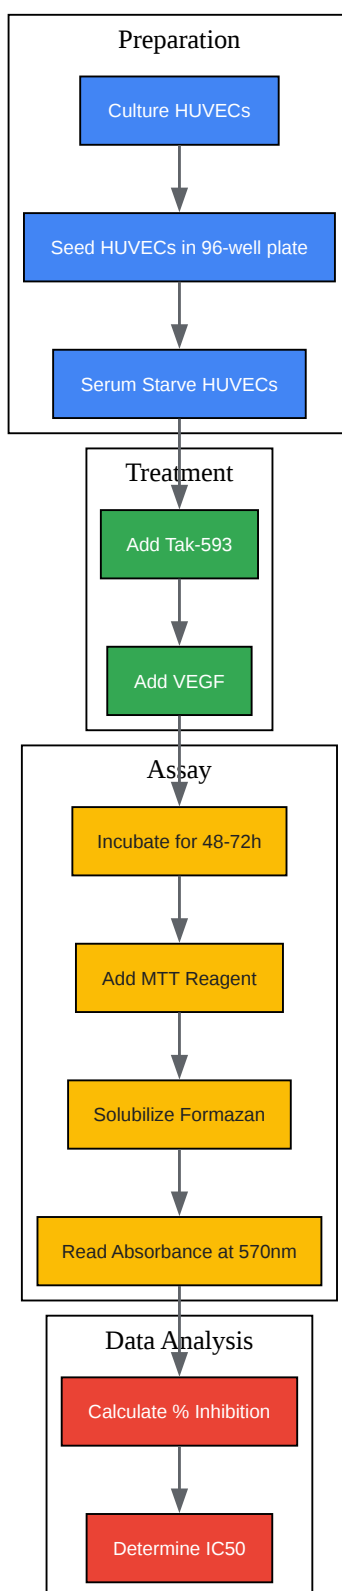 Preparation
Culture HUVECs
Seed HUVECs in 96-well plate
Serum Starve HUVECs
Treatment
Add Tak-593
Add VEGF
Assay
Incubate for 48-72h
Add MTT Reagent
Solubilize Formazan
Read Absorbance at 570nm
Data Analysis
Calculate % Inhibition
Determine IC50